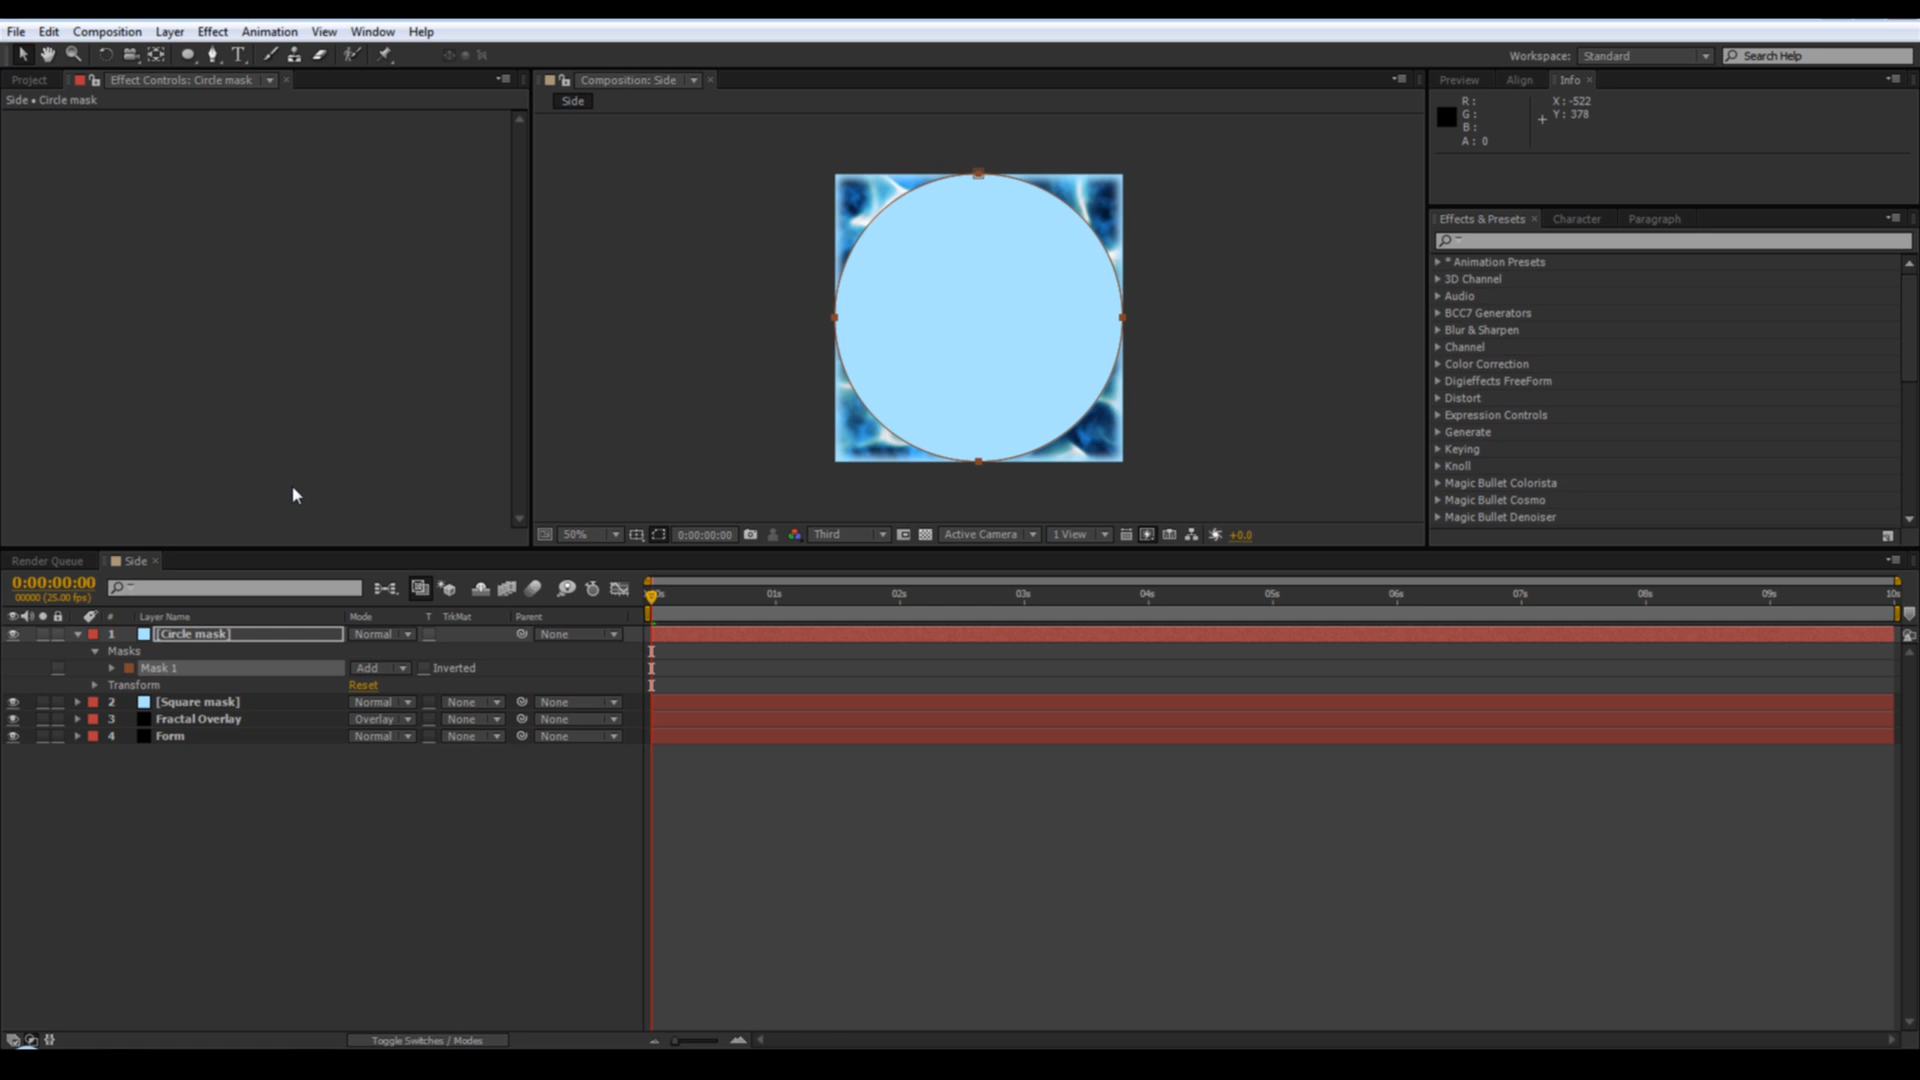 File Edit Composition Layer Effect Animation View Window Help
Workspace: Standard Search Help
Project Effect Controls: Circle mask
Side • Circle mask
Composition: Side
Side
Preview Align Info
R:
G:
B:
A: 0
X: -522
Y: 378
Effects & Presets Character Paragraph
* Animation Presets
3D Channel
Audio
BCC7 Generators
Blur & Sharpen
Channel
Color Correction
Digieffects FreeForm
Distort
Expression Controls
Generate
Keying
Knoll
Magic Bullet Colorista
Magic Bullet Cosmo
Magic Bullet Denoiser
50% 0:00:00:00 Third Active Camera 1 View +0.0
Render Queue Side
0:00:00:00
00000 (25.00 fps)
0s 01s 02s 03s 04s 05s 06s 07s 08s 09s 10s
# Layer Name Mode T TrkMat Parent
1 [Circle mask] Normal None
Masks
Mask 1 Add Inverted
Transform Reset
2 [Square mask] Normal None None
3 Fractal Overlay Overlay None None
4 Form Normal None None
Toggle Switches / Modes